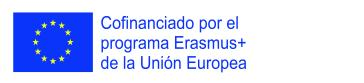 Cofinanciado por el
programa Erasmus+
de la Unión Europea